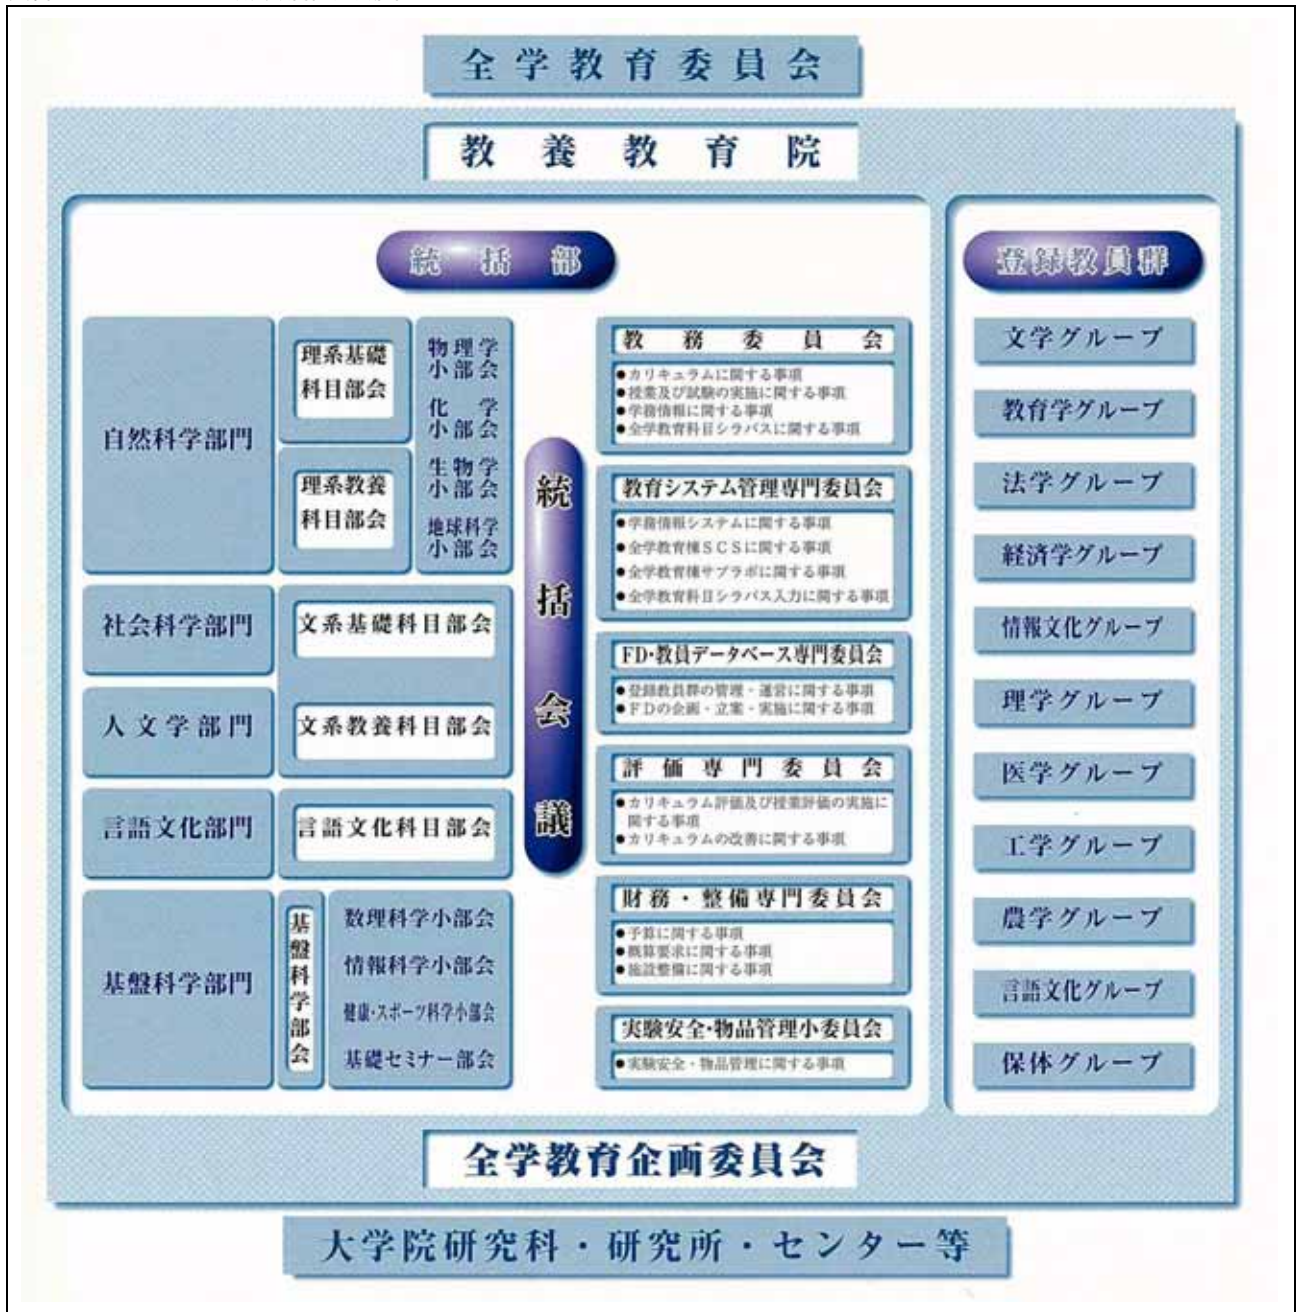 全学教育委員会
教養教育院
統括部
自然科学部門
理系基礎
科目部会
理系教養
科目部会
物理学
小部会
化学
小部会
生物学
小部会
地球科学
小部会
社会科学部門
文系基礎科目部会
人文学部門
文系教養科目部会
言語文化部門
言語文化科目部会
基盤科学部門
基盤科学部会
数理科学小部会
情報科学小部会
健康・スポーツ科学小部会
基礎セミナー部会
統括会議
教務委員会
●カリキュラムに関する事項
●授業及び試験の実施に関する事項
●学務情報に関する事項
●全学教育科目シラバスに関する事項
教育システム管理専門委員会
●学務情報システムに関する事項
●全学教育棟SCSに関する事項
●全学教育棟サブラボに関する事項
●全学教育科目シラバス入力に関する事項
FD・教員データベース専門委員会
●登録教員群の管理・運営に関する事項
●FDの企画・立案・実施に関する事項
評価専門委員会
●カリキュラム評価及び授業評価の実施に
関する事項
●カリキュラムの改善に関する事項
財務・整備専門委員会
●予算に関する事項
●概算要求に関する事項
●施設整備に関する事項
実験安全・物品管理小委員会
●実験安全・物品管理に関する事項
登録教員群
文学グループ
教育学グループ
法学グループ
経済学グループ
情報文化グループ
理学グループ
医学グループ
工学グループ
農学グループ
言語文化グループ
保体グループ
全学教育企画委員会
大学院研究科・研究所・センター等